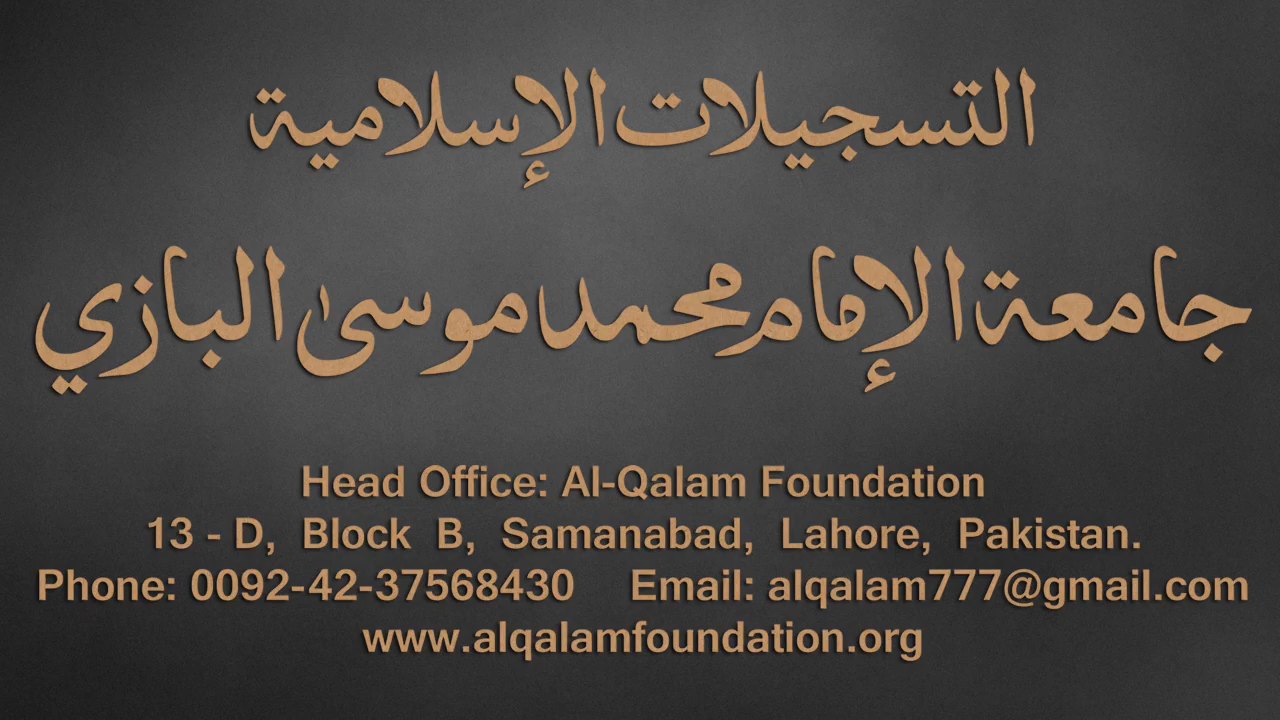 التسجيلات الإسلامية
جامعة الإمام محمد موسىٰ البازي
Head Office: Al-Qalam Foundation
13 - D, Block B, Samanabad, Lahore, Pakistan.
Phone: 0092-42-37568430 Email: alqalam777@gmail.com
www.alqalamfoundation.org